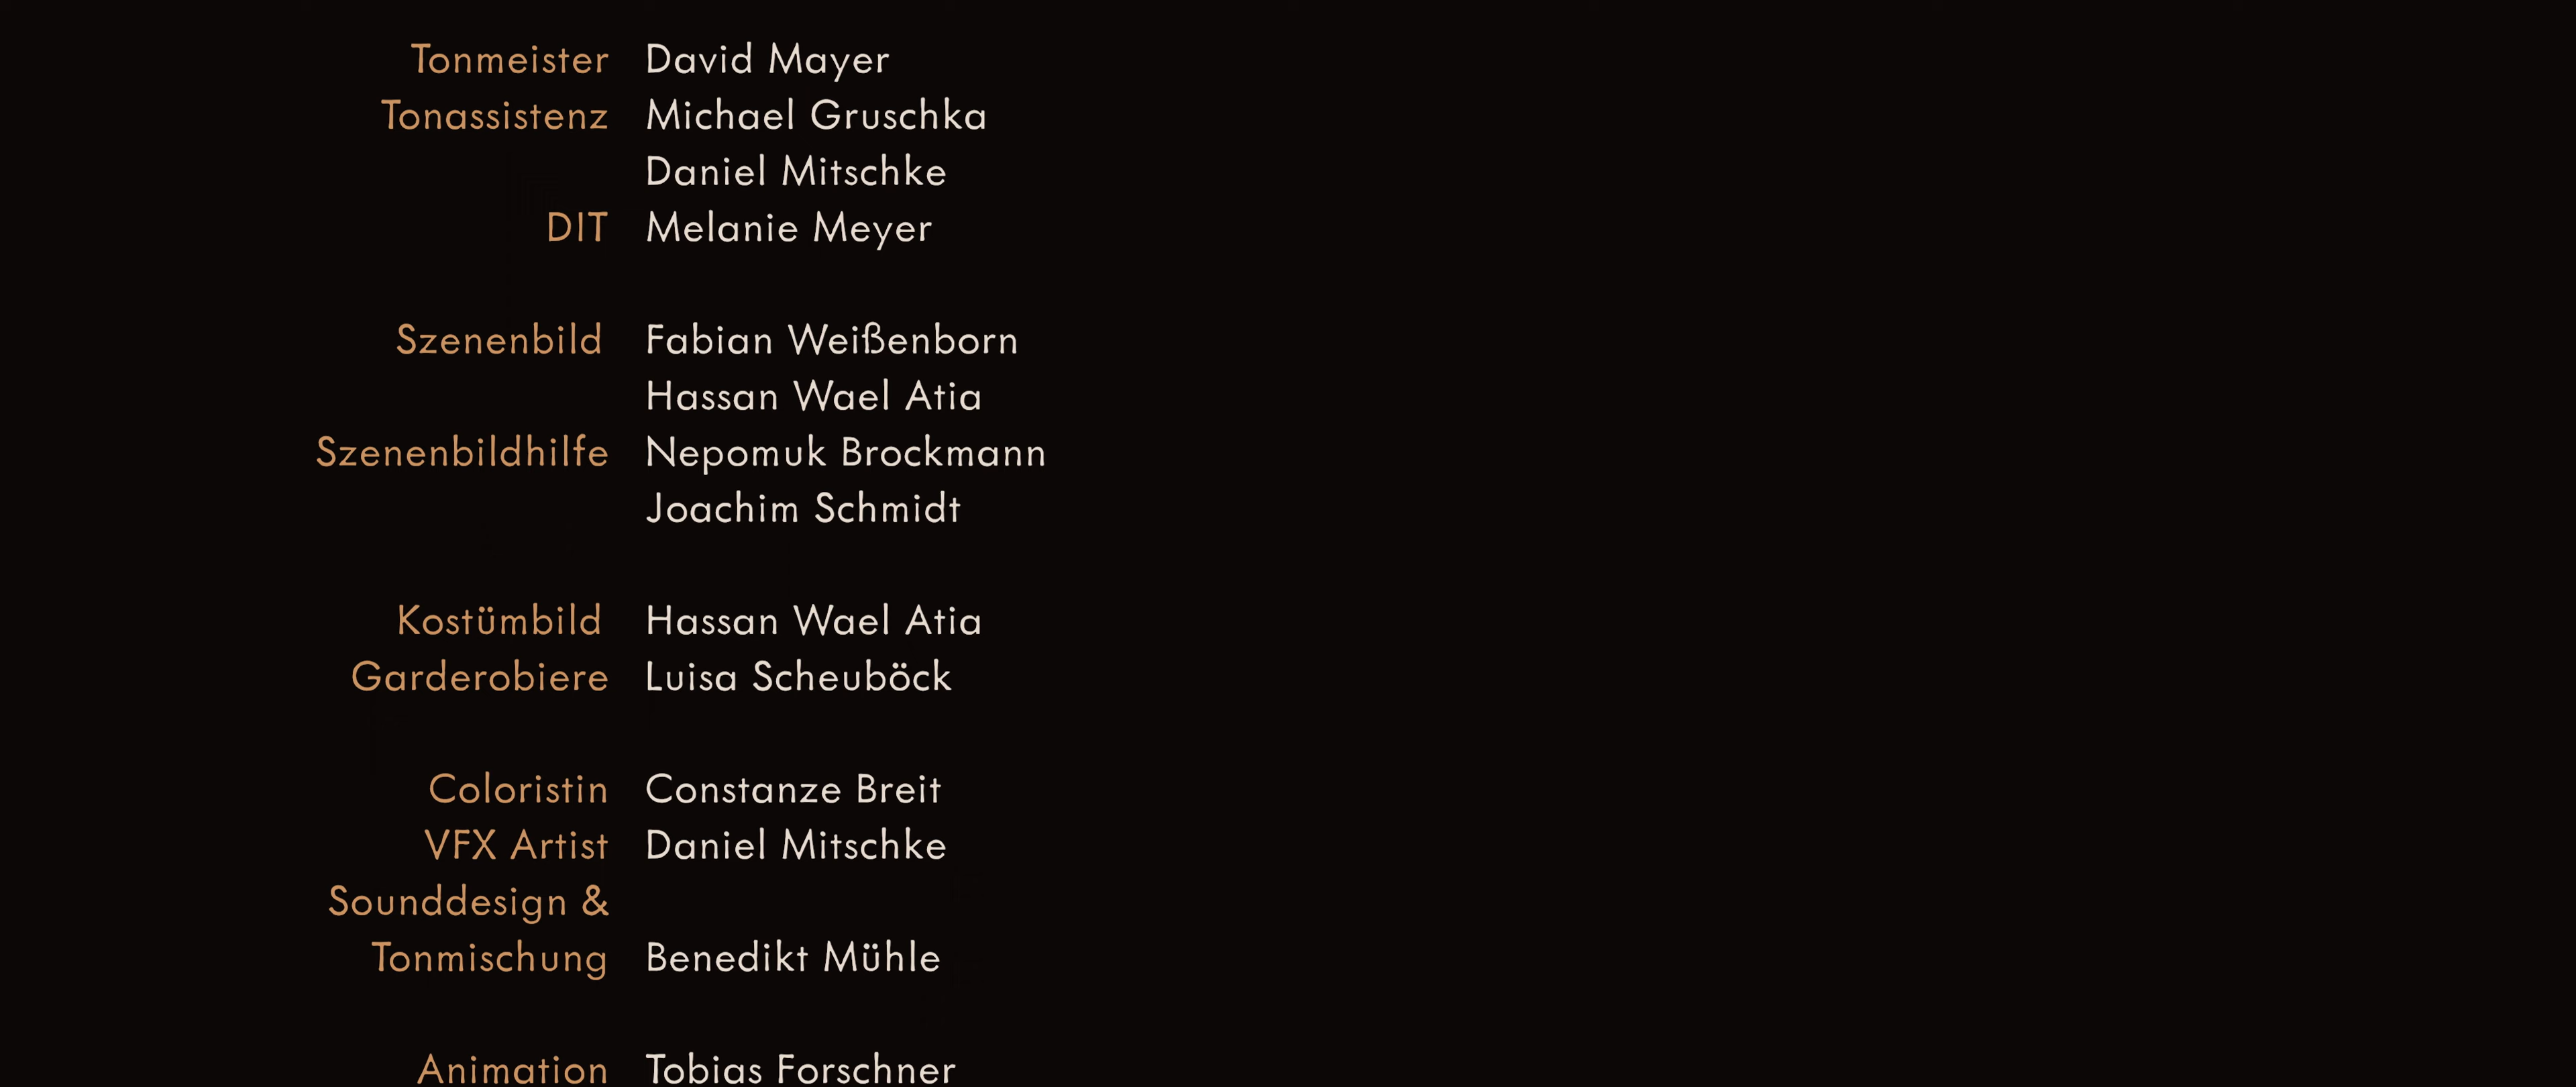 Tonmeister David Mayer
Tonassistenz Michael Gruschka
Daniel Mitschke
DIT Melanie Meyer
Szenenbild Fabian Weißenborn
Hassan Wael Atia
Szenenbildhilfe Nepomuk Brockmann
Joachim Schmidt
Kostümbild Hassan Wael Atia
Garderobiere Luisa Scheuböck
Coloristin Constanze Breit
VFX Artist Daniel Mitschke
Sounddesign &
Tonmischung Benedikt Mühle
Animation Tobias Forschner